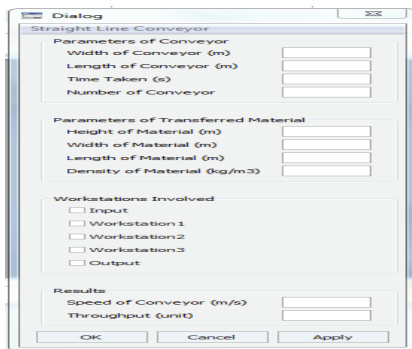 Dialog
Straight Line Conveyor
Parameters of Conveyor
Width of Conveyor (m)
Length of Conveyor (m)
Time Taken (s)
Number of Conveyor
Parameters of Transferred Material
Height of Material (m)
Width of Material (m)
Length of Material (m)
Density of Material (kg/m3)
Workstations Involved
Input
Workstation1
Workstation2
Workstation3
Output
Results
Speed of Conveyor (m/s)
Throughput (unit)
OK Cancel Apply